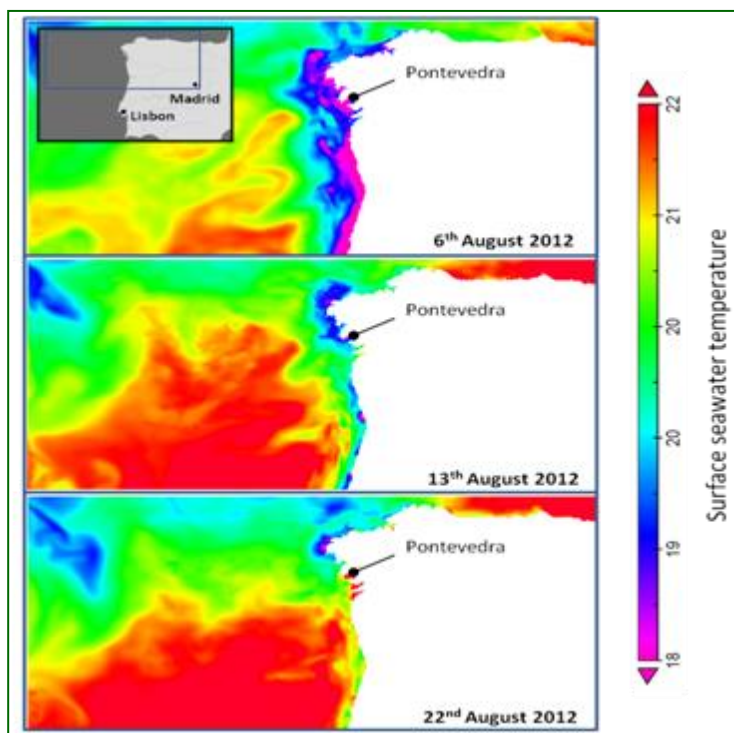 Madrid
Lisbon
Pontevedra
6th August 2012
Pontevedra
13th August 2012
Pontevedra
22nd August 2012
22
21
20
20
19
18
Surface seawater temperature